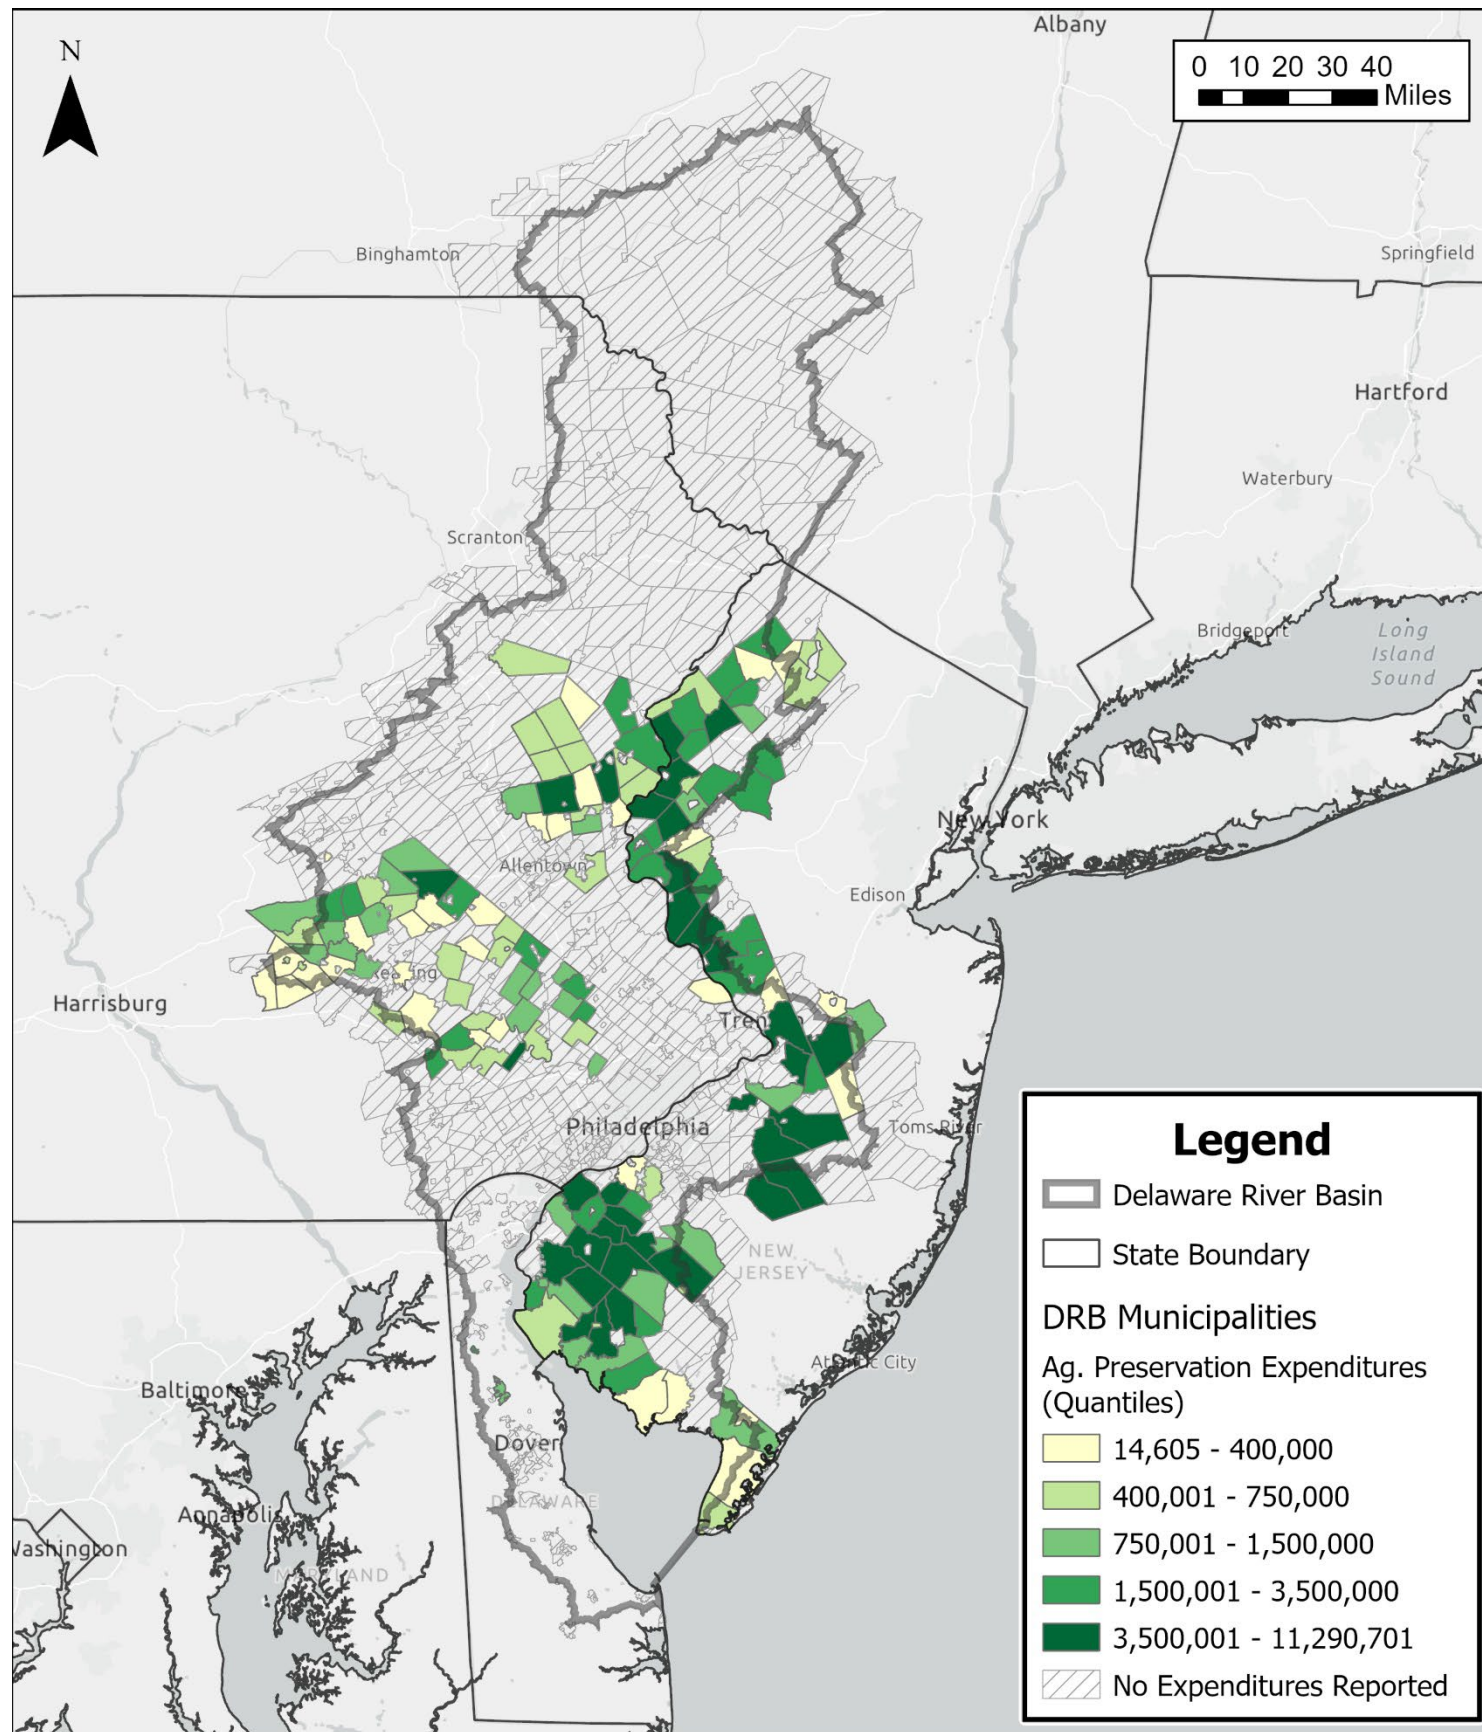 Albany
N
0 10 20 30 40
Miles
Binghamton
Springfield
Hartford
Waterbury
Scranton
Bridgeport
Long
Island
Sound
New York
Allentown
Edison
Harrisburg
Philadelphia
Toms River
NEW
JERSEY
Atlantic City
Baltimore
Dover
DELAWARE
Annapolis
Washington
MARYLAND
Legend
Delaware River Basin
State Boundary
DRB Municipalities
Ag. Preservation Expenditures
(Quantiles)
14,605 - 400,000
400,001 - 750,000
750,001 - 1,500,000
1,500,001 - 3,500,000
3,500,001 - 11,290,701
No Expenditures Reported